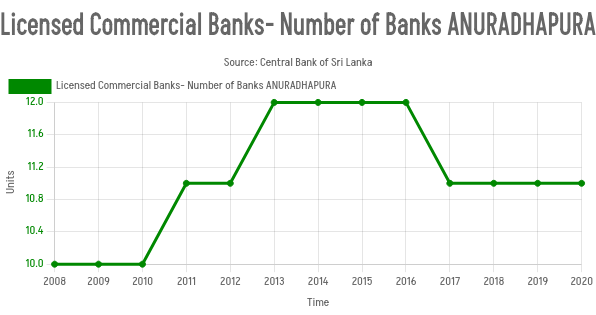 Licensed Commercial Banks- Number of Banks ANURADHAPURA
Source: Central Bank of Sri Lanka
Licensed Commercial Banks- Number of Banks ANURADHAPURA
12.0
11.6
11.2
10.8
10.4
10.0
Units
2008 2009 2010 2011 2012 2013 2014 2015 2016 2017 2018 2019 2020
Time